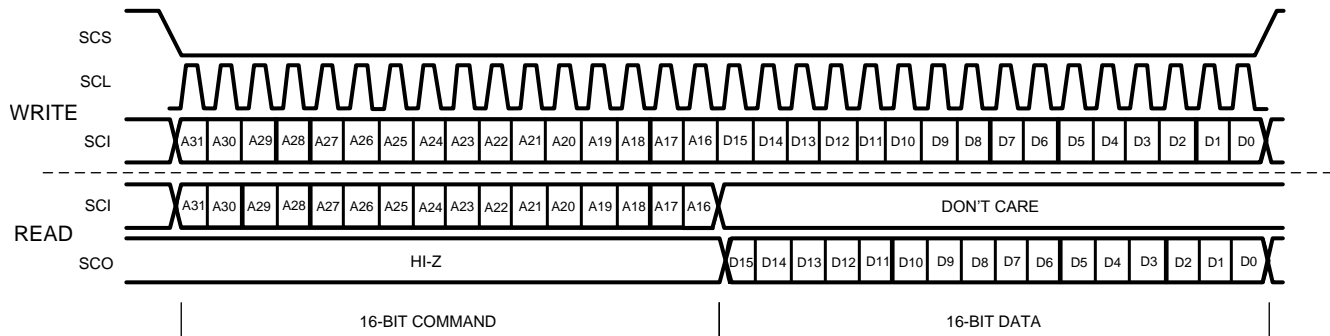 SCS
SCL
WRITE
SCI A31 A30 A29 A28 A27 A26 A25 A24 A23 A22 A21 A20 A19 A18 A17 A16 D15 D14 D13 D12 D11 D10 D9 D8 D7 D6 D5 D4 D3 D2 D1 D0
SCI A31 A30 A29 A28 A27 A26 A25 A24 A23 A22 A21 A20 A19 A18 A17 A16 DON'T CARE
READ
SCO HI-Z D15 D14 D13 D12 D11 D10 D9 D8 D7 D6 D5 D4 D3 D2 D1 D0
16-BIT COMMAND 16-BIT DATA